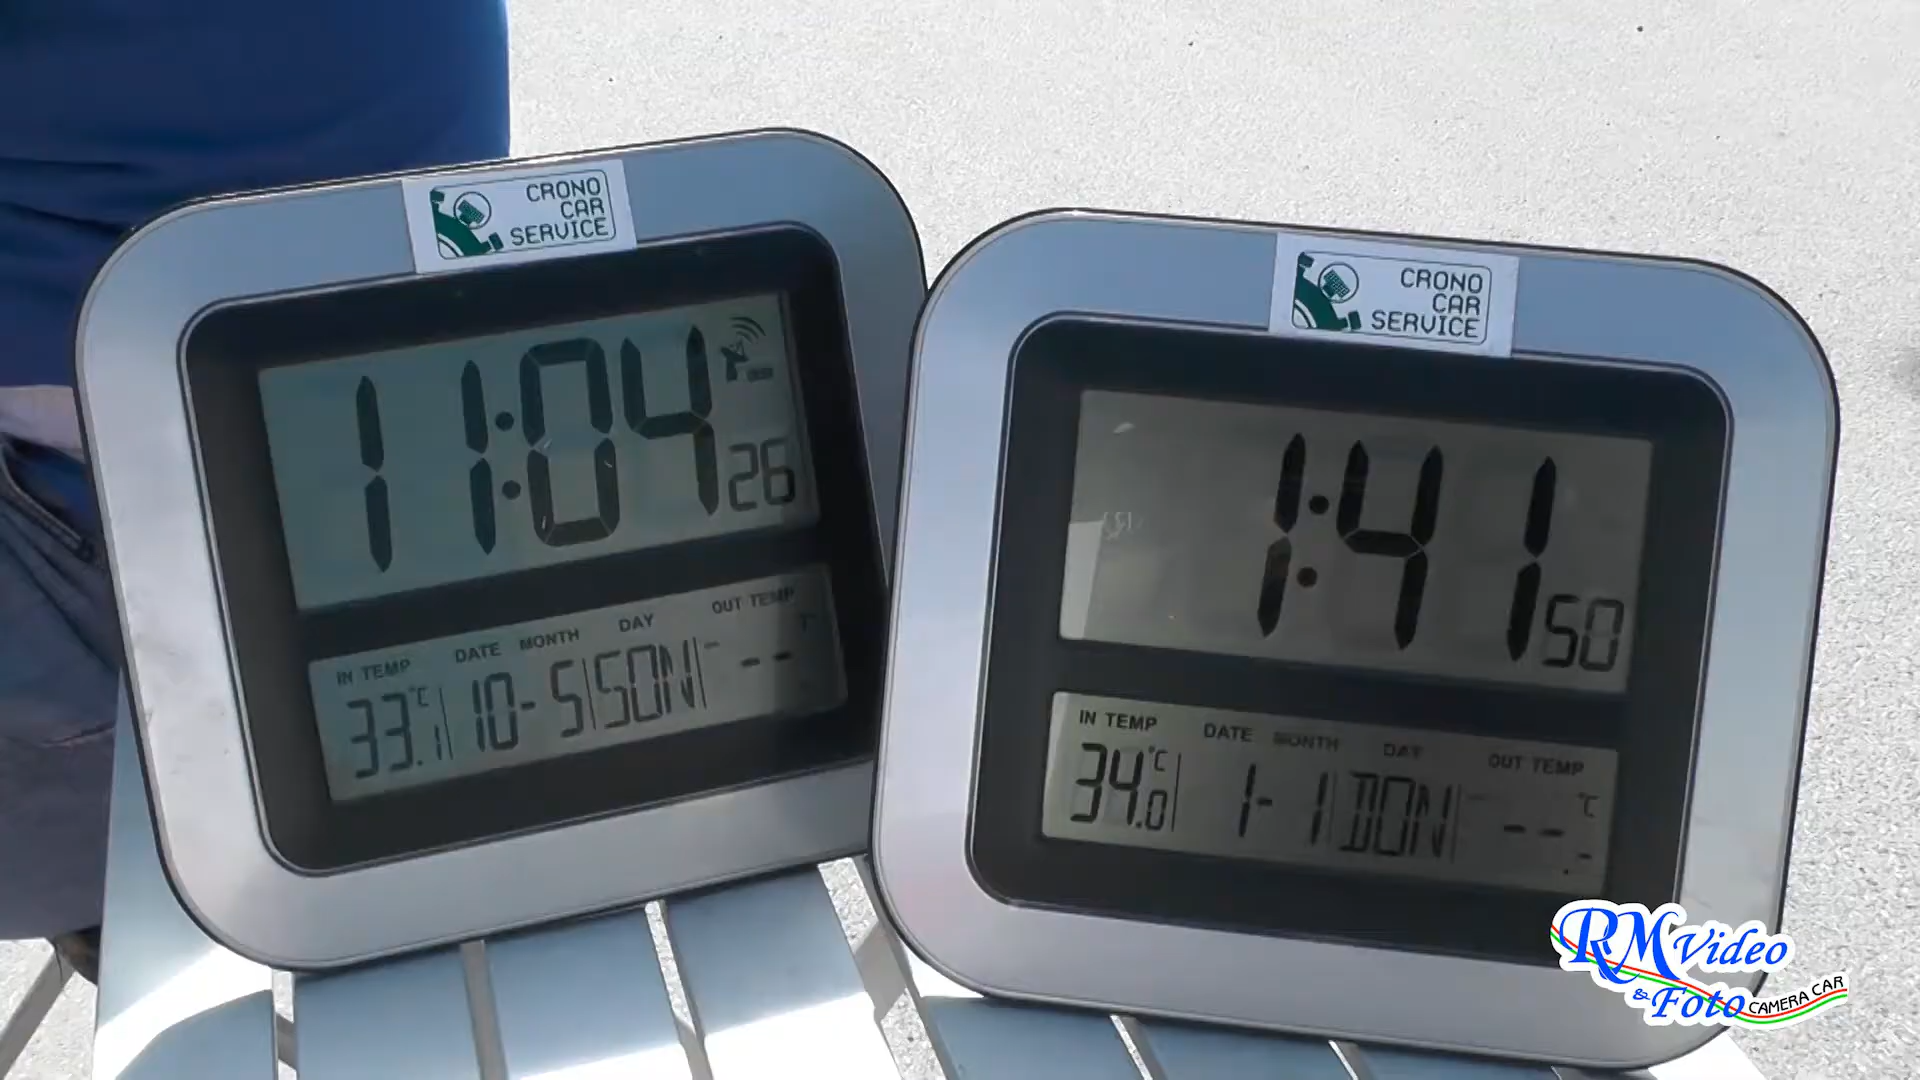 CRONO
CAR
SERVICE
11:04 26
IN TEMP DATE MONTH DAY OUT TEMP
33.1°C 10- 5 SON -- °C
CRONO
CAR
SERVICE
1:41 50
IN TEMP DATE MONTH DAY OUT TEMP
34.0°C 1- 1 DON --.- °C
RM Video
& Foto CAMERA CAR